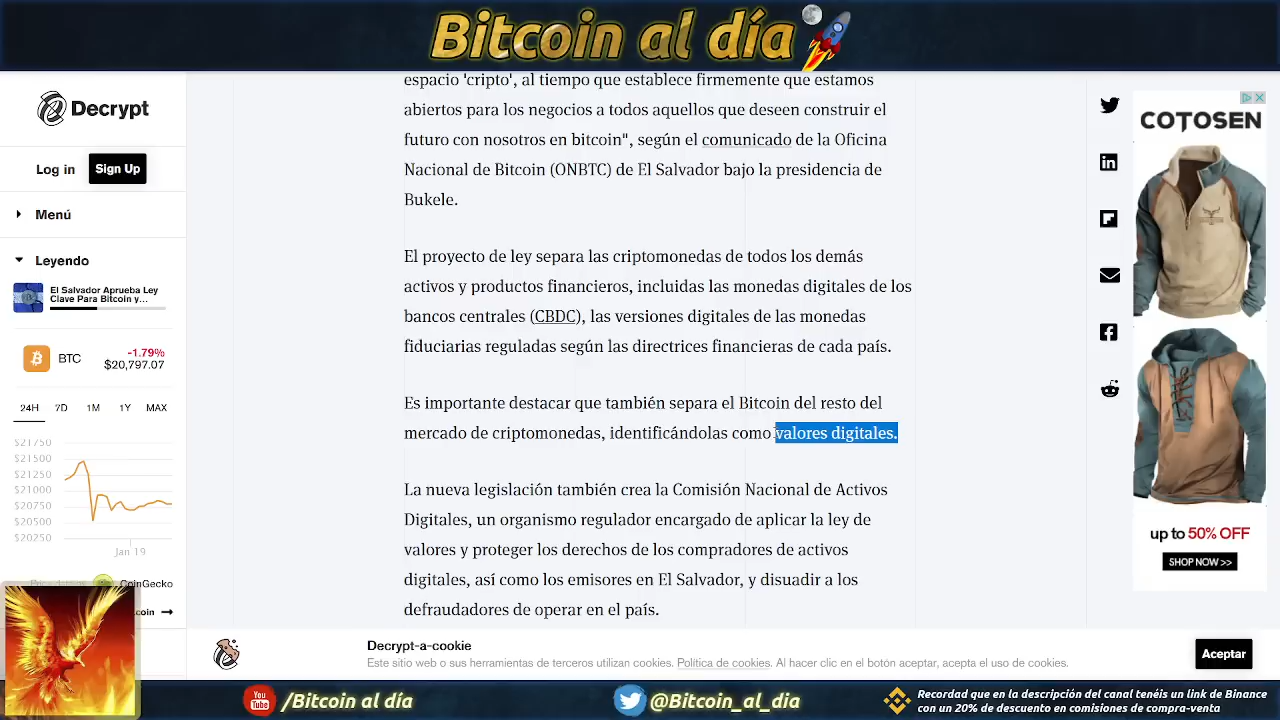 Bitcoin al día
Decrypt
Log in
Sign Up
Menú
Leyendo
El Salvador Aprueba Ley
Clave Para Bitcoin y...
BTC
-1.79%
$20,797.07
24H 7D 1M 1Y MAX
$21750
$21500
$21250
$21000
$20750
$20500
$20250
Jan 19
CoinGecko
coin →
espacio 'cripto', al tiempo que establece firmemente que estamos
abiertos para los negocios a todos aquellos que deseen construir el
futuro con nosotros en bitcoin", según el comunicado de la Oficina
Nacional de Bitcoin (ONBTC) de El Salvador bajo la presidencia de
Bukele.
El proyecto de ley separa las criptomonedas de todos los demás
activos y productos financieros, incluidas las monedas digitales de los
bancos centrales (CBDC), las versiones digitales de las monedas
fiduciarias reguladas según las directrices financieras de cada país.
Es importante destacar que también separa el Bitcoin del resto del
mercado de criptomonedas, identificándolas como valores digitales.
La nueva legislación también crea la Comisión Nacional de Activos
Digitales, un organismo regulador encargado de aplicar la ley de
valores y proteger los derechos de los compradores de activos
digitales, así como los emisores en El Salvador, y disuadir a los
defraudadores de operar en el país.
COTOSEN
up to 50% OFF
SHOP NOW >>
Decrypt-a-cookie
Este sitio web o sus herramientas de terceros utilizan cookies. Política de cookies. Al hacer clic en el botón aceptar, acepta el uso de cookies.
Aceptar
You
Tube
/Bitcoin al día
@Bitcoin_al_dia
Recordad que en la descripción del canal tenéis un link de Binance
con un 20% de descuento en comisiones de compra-venta